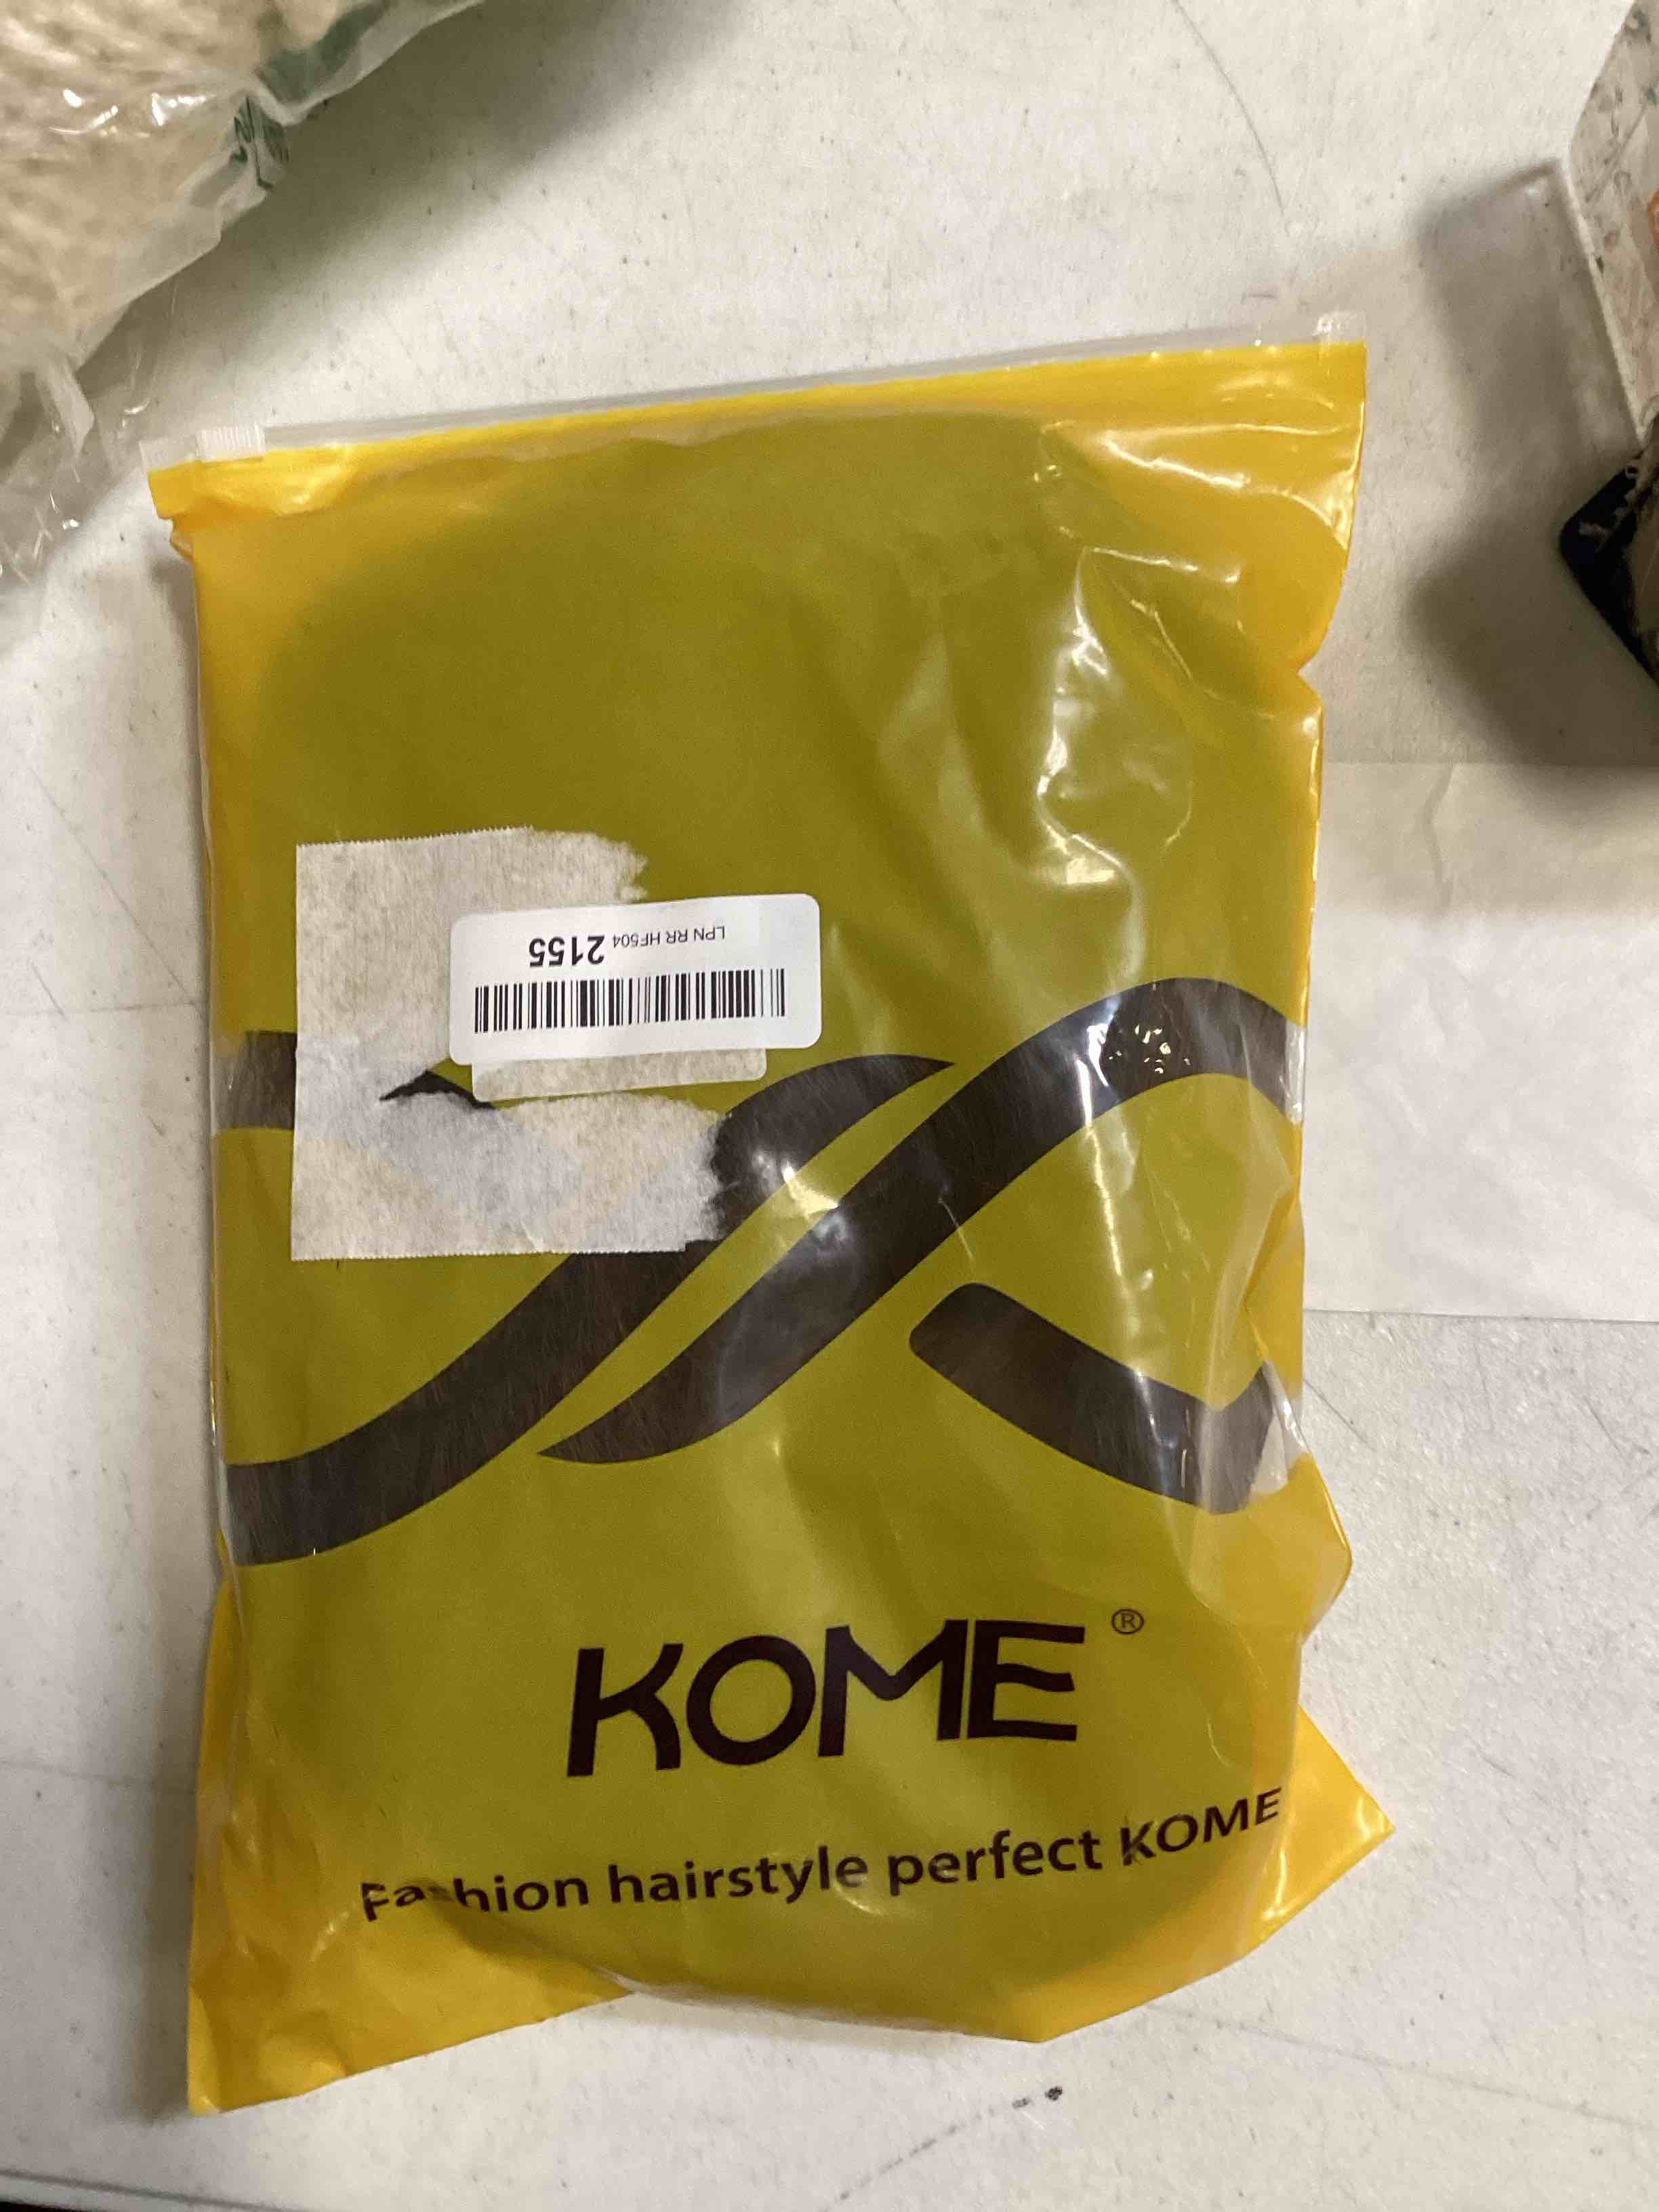 LPN RR HF504 2155
KOME ®
Fashion hairstyle perfect KOME